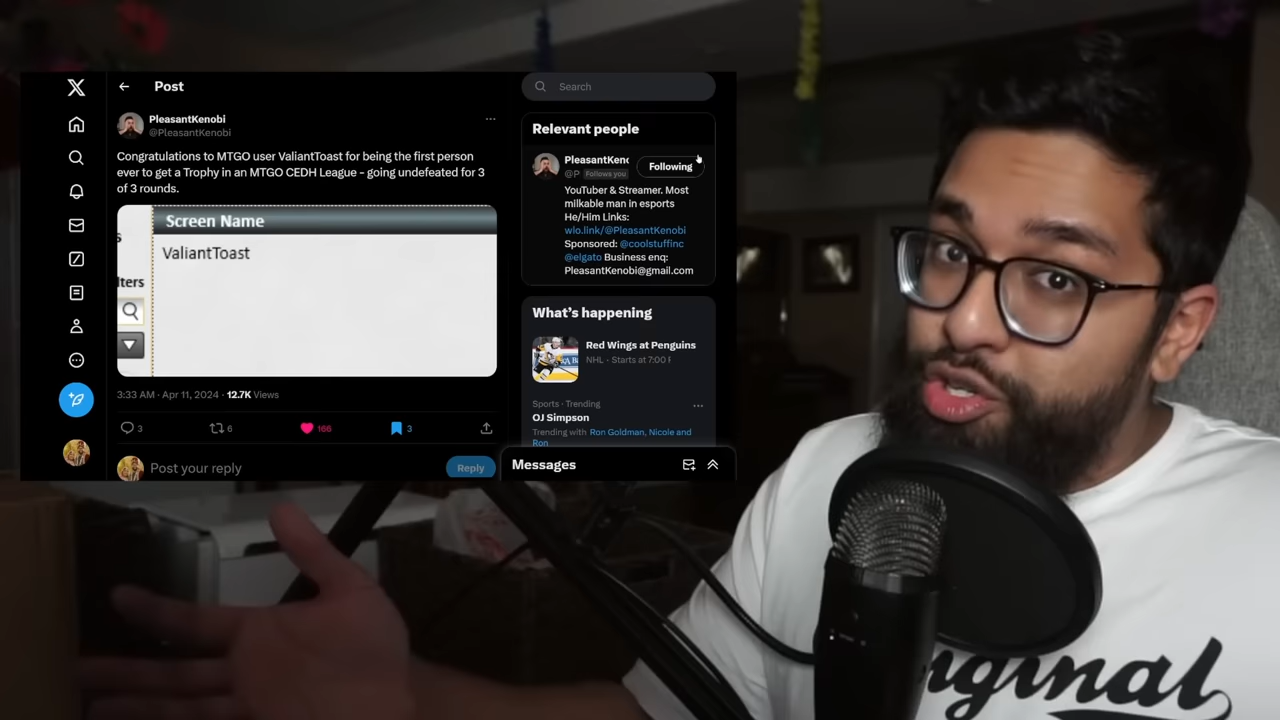 Post
Search
PleasantKenobi
@PleasantKenobi
Congratulations to MTGO user ValiantToast for being the first person
ever to get a Trophy in an MTGO CEDH League - going undefeated for 3
of 3 rounds.
Screen Name
ValiantToast
lters
3:33 AM · Apr 11, 2024 · 12.7K Views
3
6
166
3
Post your reply
Reply
Relevant people
PleasantKeno
@P Follows you
Following
YouTuber & Streamer. Most
milkable man in esports
He/Him Links:
wlo.link/@PleasantKenobi
Sponsored: @coolstuffinc
@elgato Business enq:
PleasantKenobi@gmail.com
What's happening
Red Wings at Penguins
NHL · Starts at 7:00 F
Sports · Trending
OJ Simpson
Trending with Ron Goldman, Nicole and
Ron
Messages
riginal